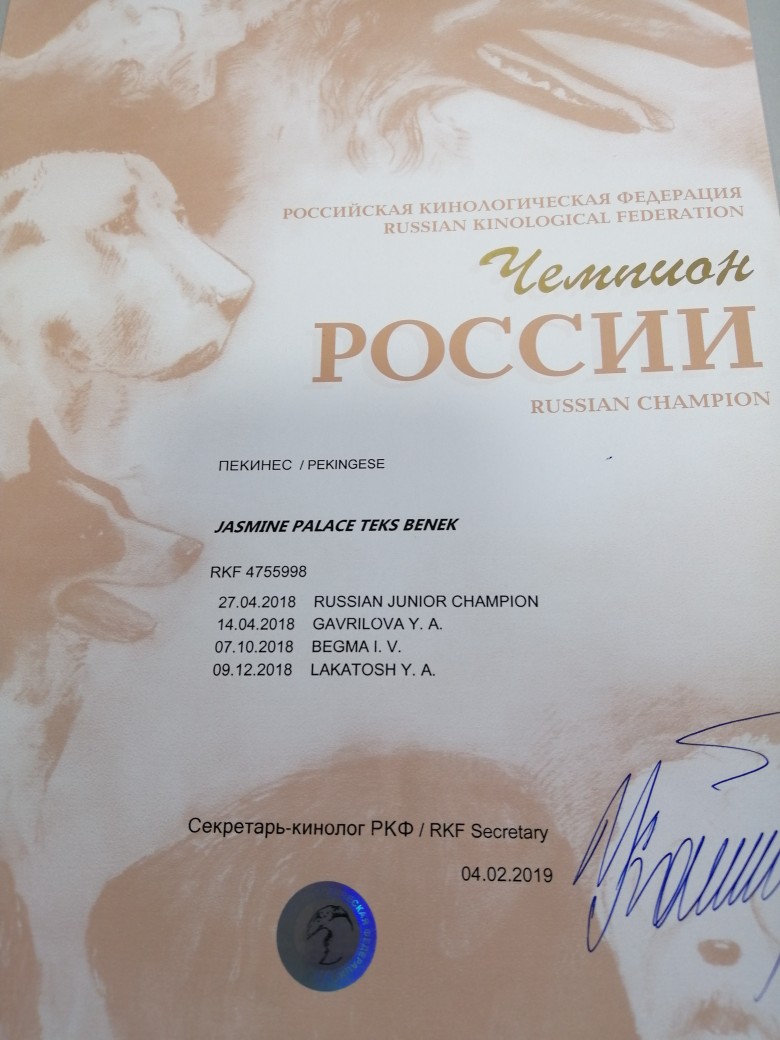 РОССИЙСКАЯ КИНОЛОГИЧЕСКАЯ ФЕДЕРАЦИЯ
RUSSIAN KINOLOGICAL FEDERATION
Чемпион
РОССИИ
RUSSIAN CHAMPION
ПЕКИНЕС / PEKINGESE
JASMINE PALACE TEKS BENEK
RKF 4755998
27.04.2018 RUSSIAN JUNIOR CHAMPION
14.04.2018 GAVRILOVA Y. A.
07.10.2018 BEGMA I. V.
09.12.2018 LAKATOSH Y. A.
Секретарь-кинолог РКФ / RKF Secretary
04.02.2019